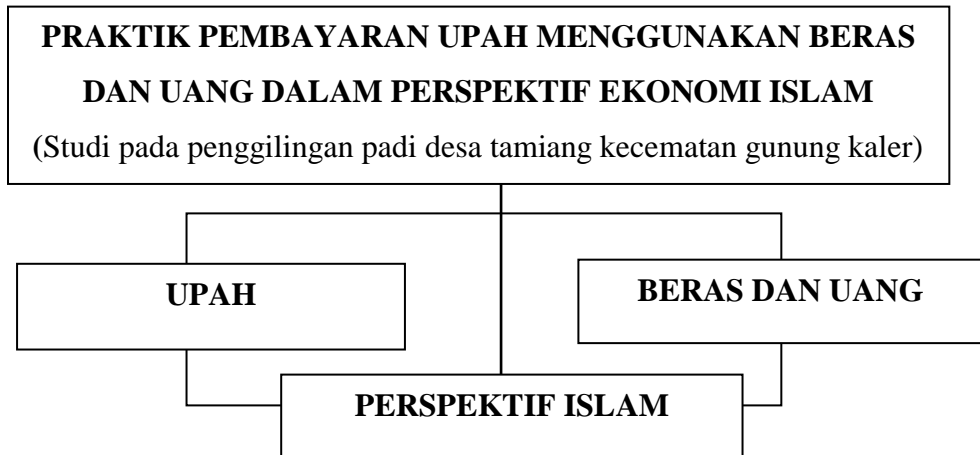 PRAKTIK PEMBAYARAN UPAH MENGGUNAKAN BERAS
DAN UANG DALAM PERSPEKTIF EKONOMI ISLAM
(Studi pada penggilingan padi desa tamiang kecematan gunung kaler)
UPAH
BERAS DAN UANG
PERSPEKTIF ISLAM